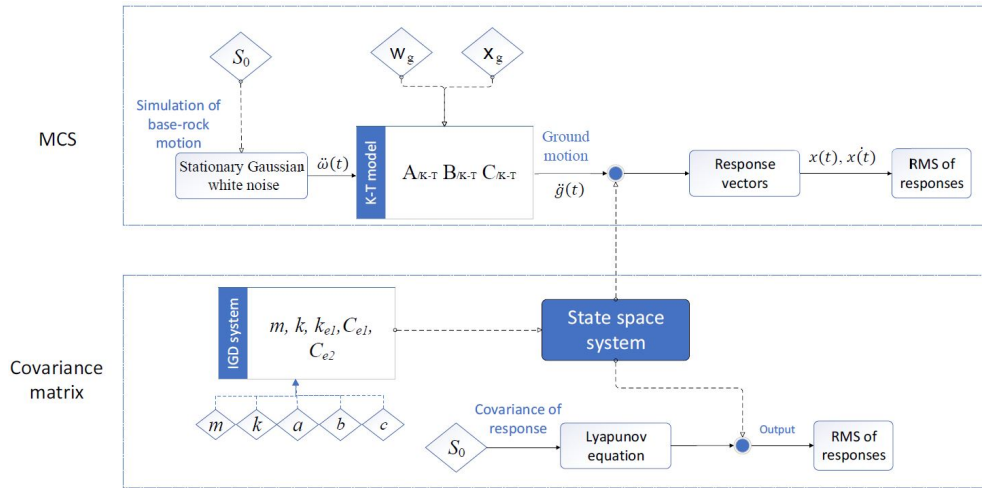 MCS
S₀
Simulation of
base-rock
motion
Stationary Gaussian
white noise
ω̈(t)
W g
X g
K-T model
A/K-T B/K-T C/K-T
Ground
motion
g̈(t)
Response
vectors
x(t), ẋ(t)
RMS of
responses
Covariance
matrix
IGD system
m, k, ke1,Ce1,
Ce2
m k a b c
State space
system
Covariance of
response
S₀
Lyapunov
equation
Output
RMS of
responses